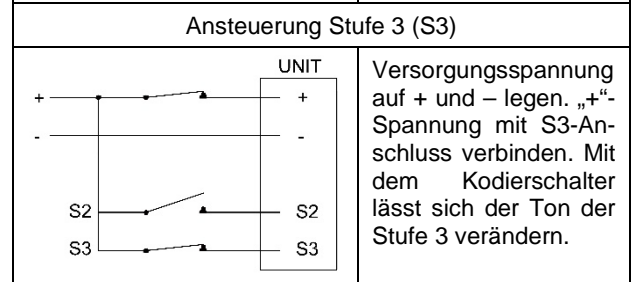 Ansteuerung Stufe 3 (S3)
UNIT
+ +
- -
S2 S2
S3 S3
Versorgungsspannung
auf + und – legen. „+“-
Spannung mit S3-An-
schluss verbinden. Mit
dem Kodierschalter
lässt sich der Ton der
Stufe 3 verändern.